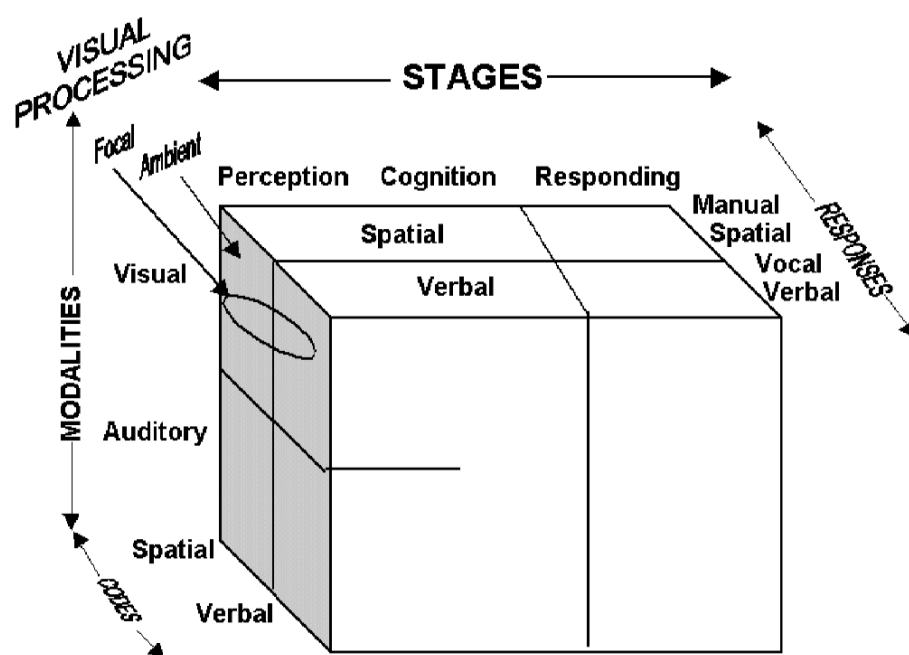 VISUAL
PROCESSING
STAGES
Focal
Ambient
Perception Cognition Responding
Manual
Spatial
Vocal
Verbal
RESPONSES
Spatial
Verbal
Visual
MODALITIES
Auditory
Spatial
Verbal
CODES